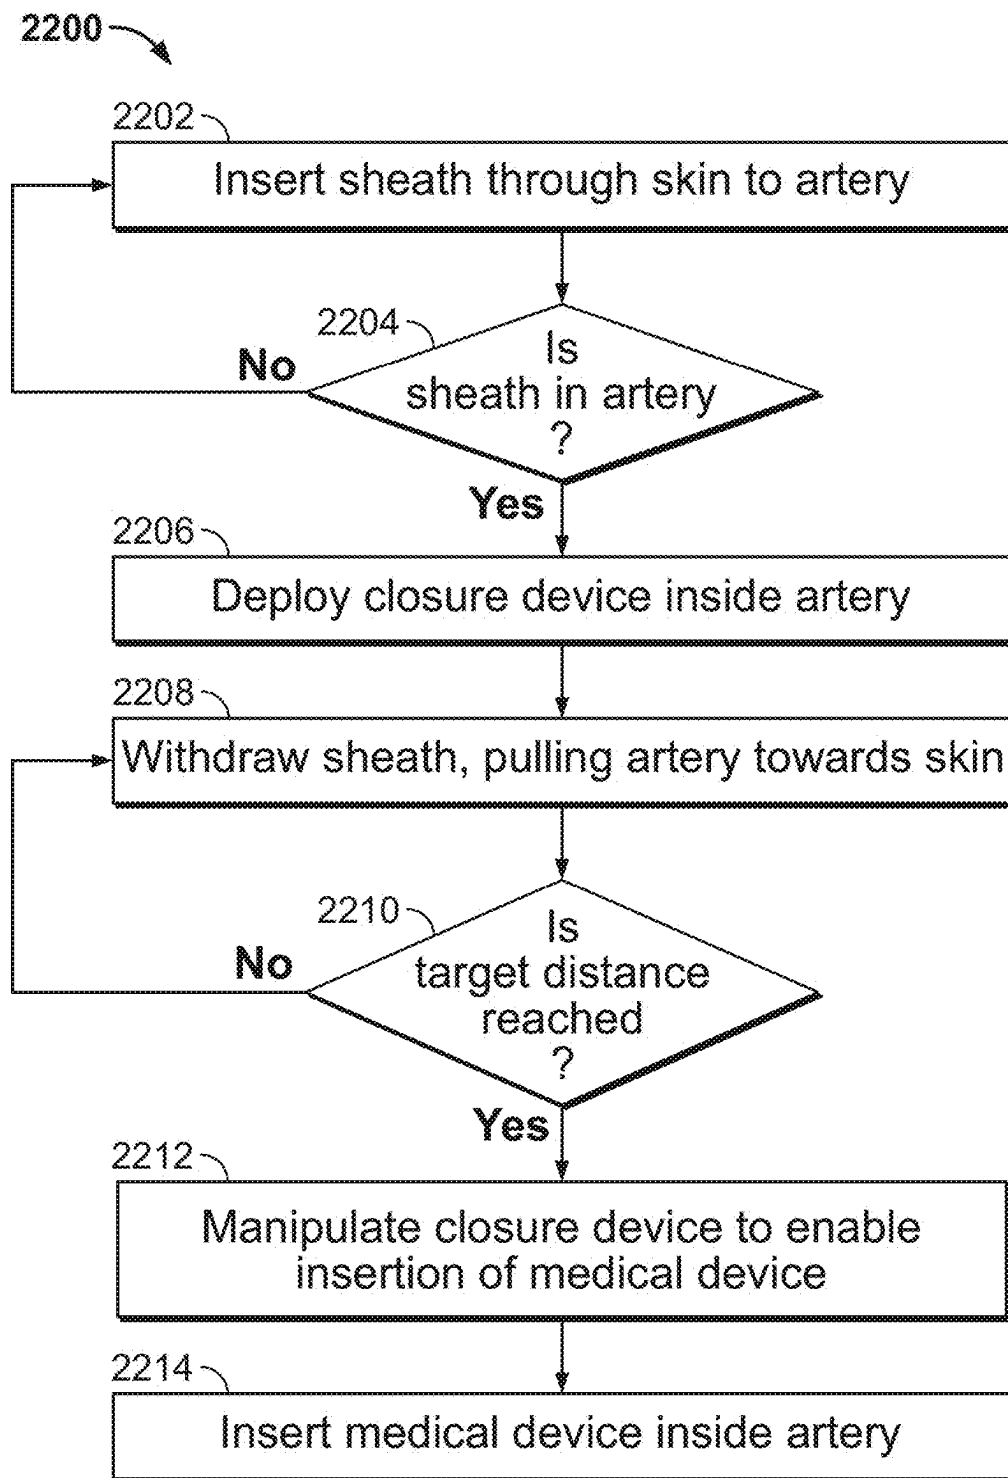 2200
2202
Insert sheath through skin to artery
2204
Is
sheath in artery
?
No
Yes
2206
Deploy closure device inside artery
2208
Withdraw sheath, pulling artery towards skin
2210
Is
target distance
reached
?
No
Yes
2212
Manipulate closure device to enable
insertion of medical device
2214
Insert medical device inside artery